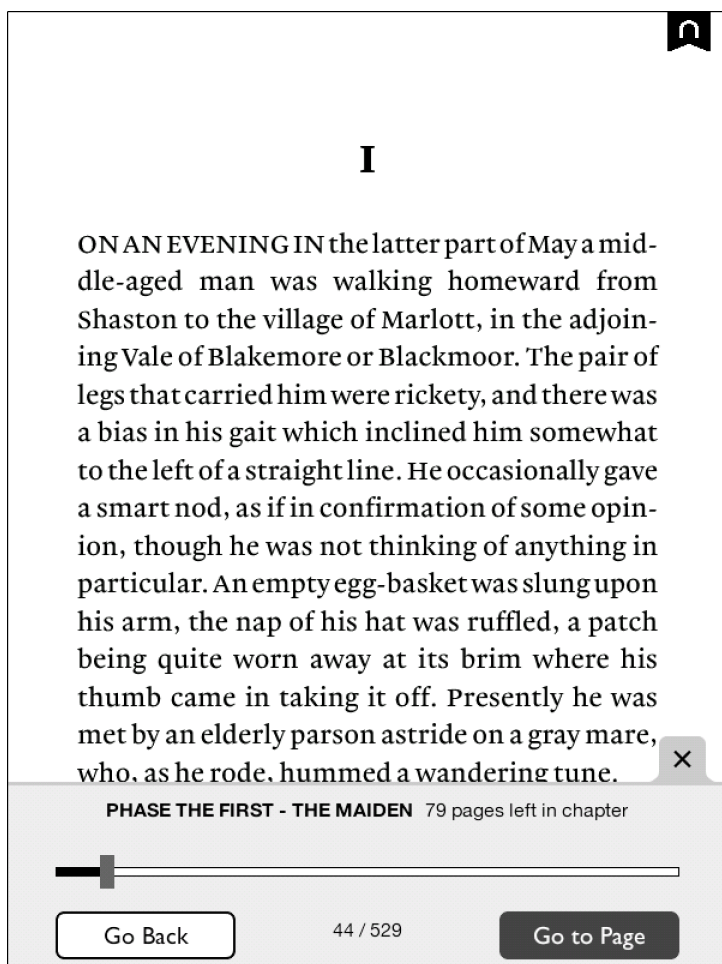 I
ON AN EVENING IN the latter part of May a mid-
dle-aged man was walking homeward from
Shaston to the village of Marlott, in the adjoin-
ing Vale of Blakemore or Blackmoor. The pair of
legs that carried him were rickety, and there was
a bias in his gait which inclined him somewhat
to the left of a straight line. He occasionally gave
a smart nod, as if in confirmation of some opin-
ion, though he was not thinking of anything in
particular. An empty egg-basket was slung upon
his arm, the nap of his hat was ruffled, a patch
being quite worn away at its brim where his
thumb came in taking it off. Presently he was
met by an elderly parson astride on a gray mare,
who, as he rode, hummed a wandering tune.
PHASE THE FIRST - THE MAIDEN 79 pages left in chapter
Go Back 44 / 529 Go to Page